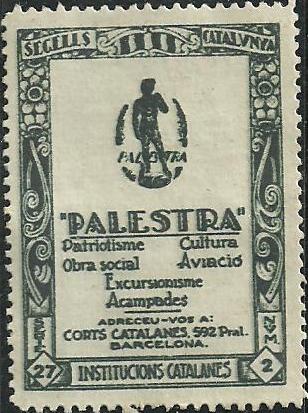 SEGELLS CATALUNYA
PALESTRA
"PALESTRA"
Patriotisme Cultura
Obra social Aviació
Excursionisme
Acampades
ADRECEU-VOS A:
CORTS CATALANES, 592 Pral.
BARCELONA.
SERIE NÚM.
27 INSTITUCIONS CATALANES 2